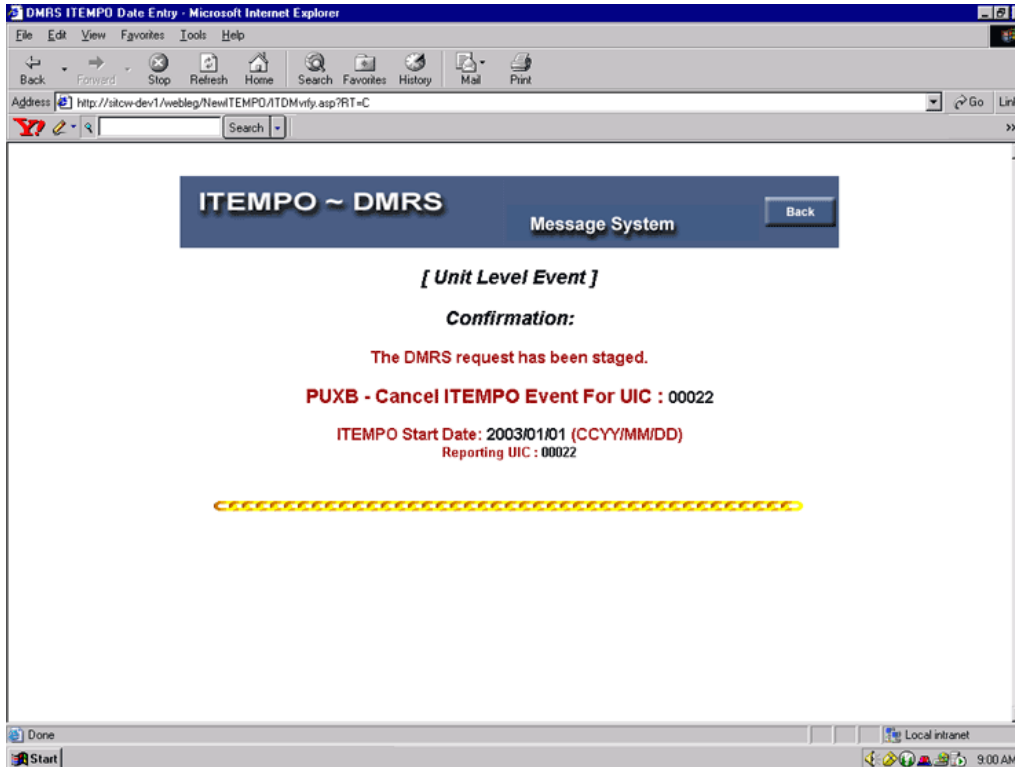 DMRS ITEMPO Date Entry - Microsoft Internet Explorer
File Edit View Favorites Tools Help
Back Forward Stop Refresh Home Search Favorites History Mail Print
Address http://sitcw-dev1/webleg/NewITEMPO/ITDMvrfy.asp?RT=C Go Link
Y! Search
ITEMPO ~ DMRS
Message System
Back
[ Unit Level Event ]
Confirmation:
The DMRS request has been staged.
PUXB - Cancel ITEMPO Event For UIC : 00022
ITEMPO Start Date: 2003/01/01 (CCYY/MM/DD)
Reporting UIC : 00022
Done Local intranet
Start 9:00 AM